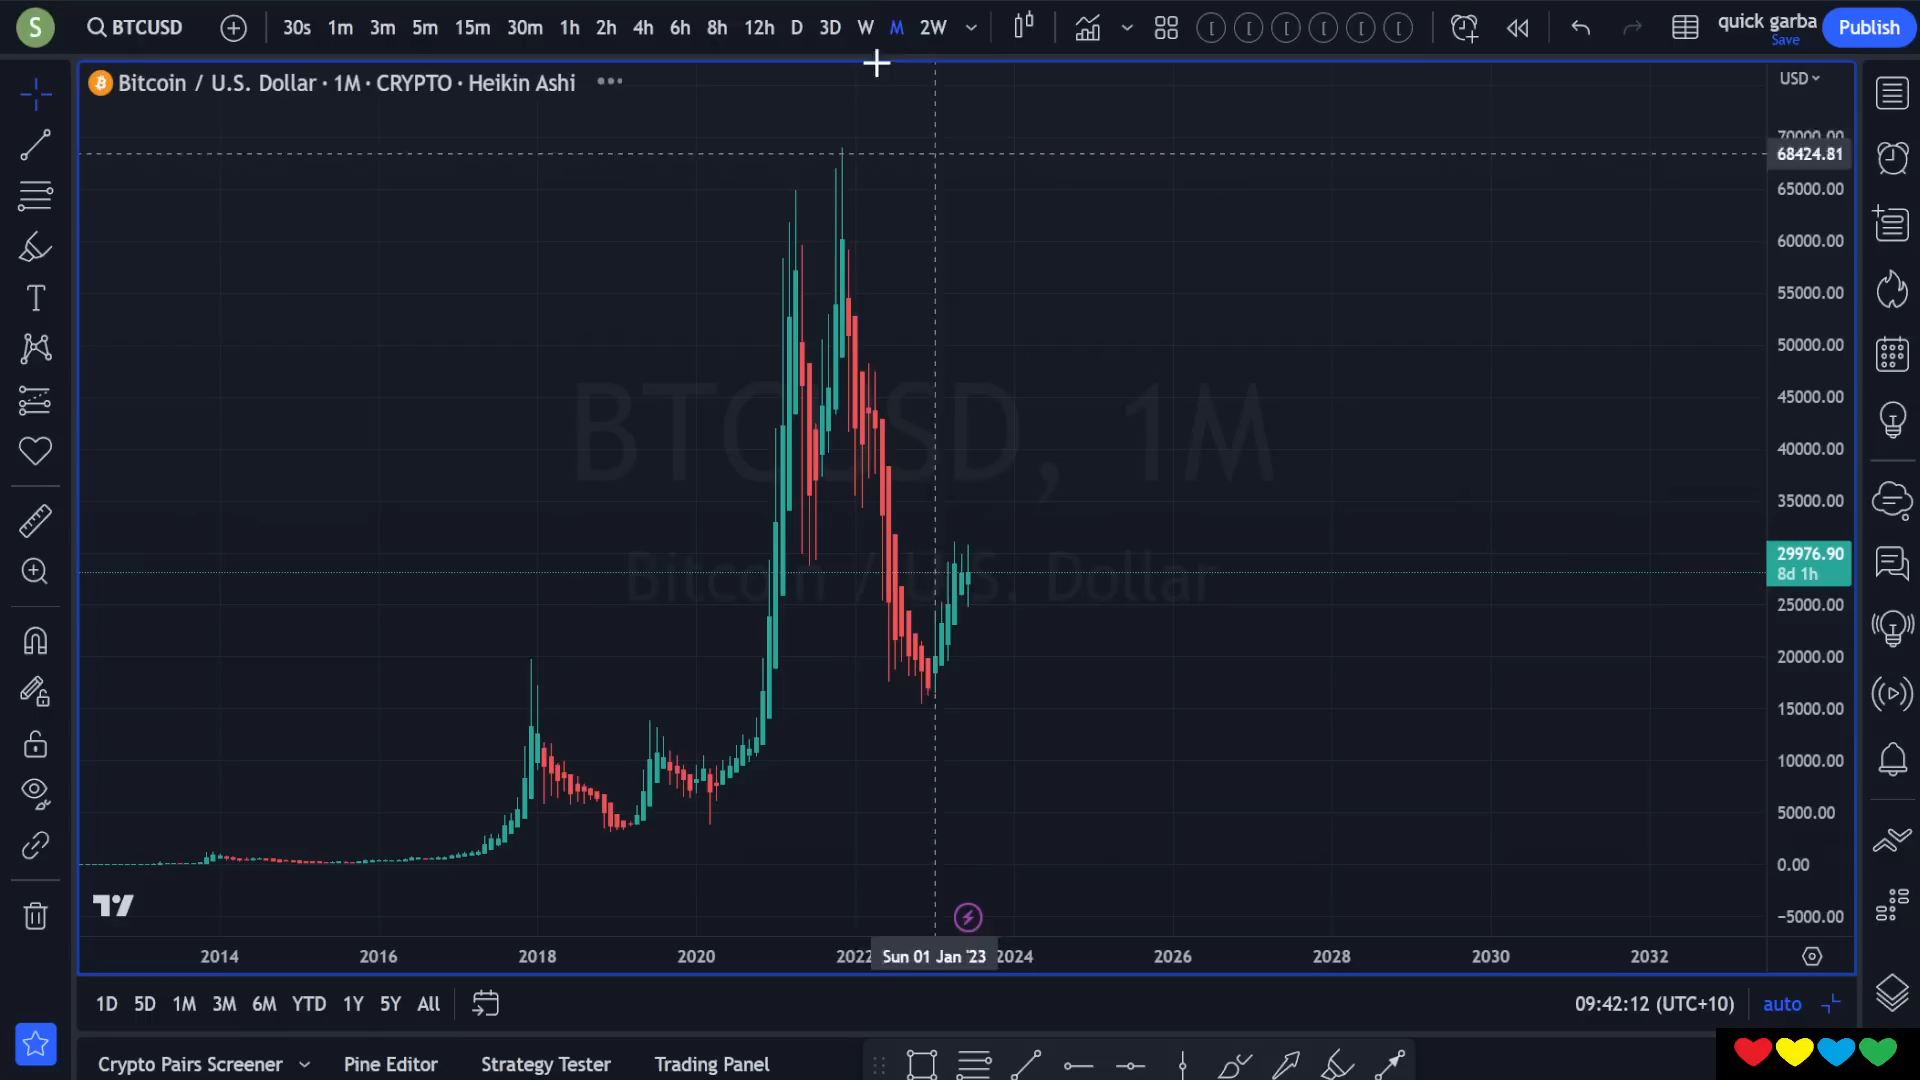 S BTCUSD 30s 1m 3m 5m 15m 30m 1h 2h 4h 6h 8h 12h D 3D W M 2W [ [ [ [ [ [ quick garba Save Publish
Bitcoin / U.S. Dollar · 1M · CRYPTO · Heikin Ashi
USD
70000.00
68424.81
65000.00
60000.00
55000.00
50000.00
45000.00
40000.00
35000.00
29976.90
8d 1h
25000.00
20000.00
15000.00
10000.00
5000.00
0.00
−5000.00
BTCUSD, 1M
Bitcoin / U.S. Dollar
2014 2016 2018 2020 2022 Sun 01 Jan '23 2024 2026 2028 2030 2032
1D 5D 1M 3M 6M YTD 1Y 5Y All 09:42:12 (UTC+10) auto
Crypto Pairs Screener Pine Editor Strategy Tester Trading Panel